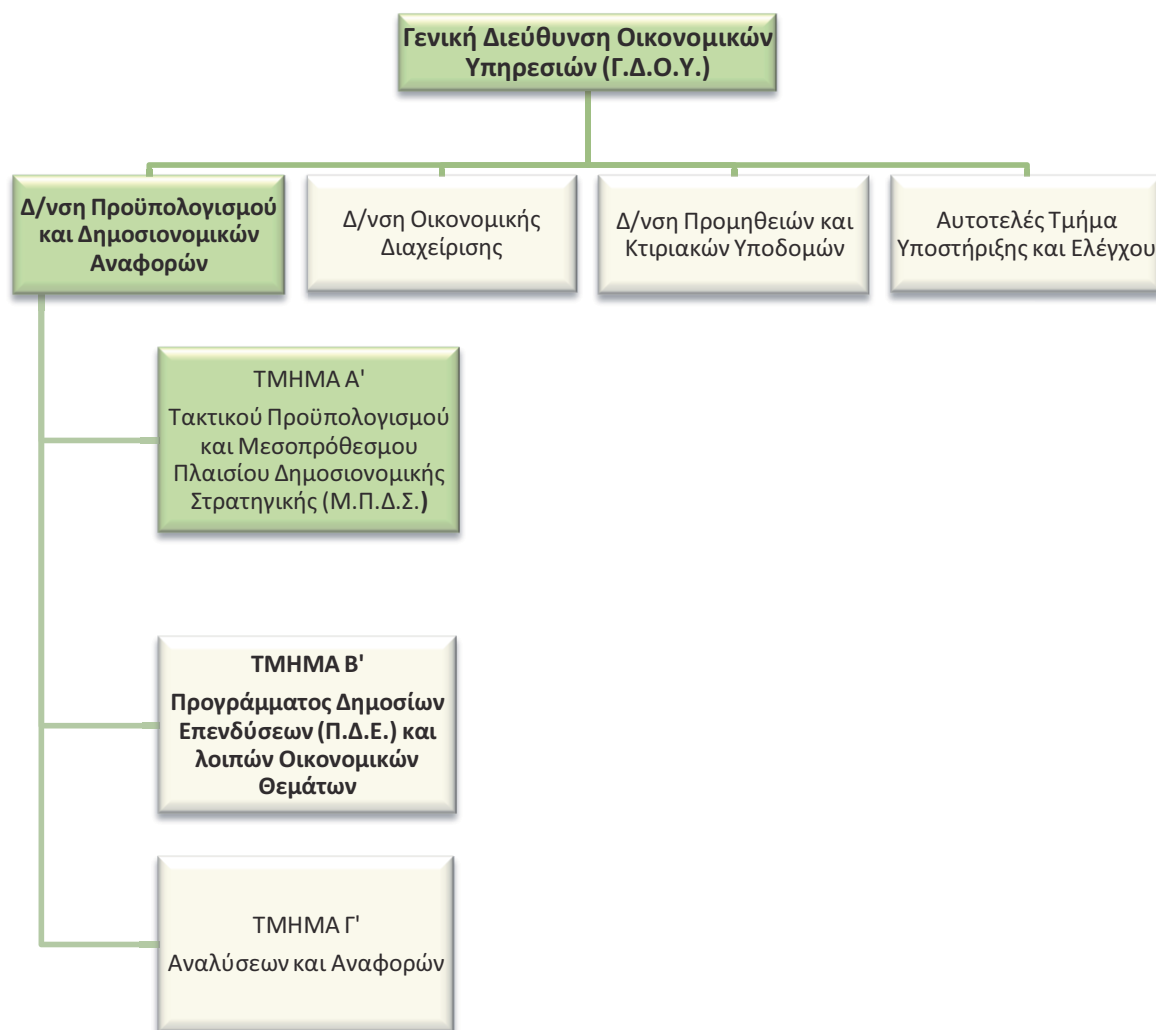 Γενική Διεύθυνση Οικονομικών
Υπηρεσιών (Γ.Δ.Ο.Υ.)
Δ/νση Προϋπολογισμού
και Δημοσιονομικών
Αναφορών
Δ/νση Οικονομικής
Διαχείρισης
Δ/νση Προμηθειών και
Κτιριακών Υποδομών
Αυτοτελές Τμήμα
Υποστήριξης και Ελέγχου
ΤΜΗΜΑ Α'
Τακτικού Προϋπολογισμού
και Μεσοπρόθεσμου
Πλαισίου Δημοσιονομικής
Στρατηγικής (Μ.Π.Δ.Σ.)
ΤΜΗΜΑ Β'
Προγράμματος Δημοσίων
Επενδύσεων (Π.Δ.Ε.) και
λοιπών Οικονομικών
Θεμάτων
ΤΜΗΜΑ Γ'
Αναλύσεων και Αναφορών